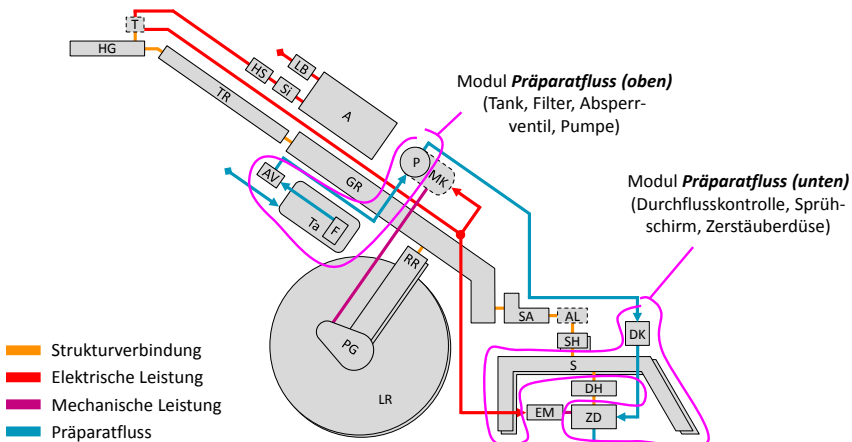 T
HG
HS
LB
Si
TR
A
Modul Präparatfluss (oben)
(Tank, Filter, Absperr-
ventil, Pumpe)
P
MK
AV
GR
Ta
F
Modul Präparatfluss (unten)
(Durchflusskontrolle, Sprüh-
schirm, Zerstäuberdüse)
RR
SA
AL
DK
SH
PG
S
LR
DH
EM
ZD
Strukturverbindung
Elektrische Leistung
Mechanische Leistung
Präparatfluss